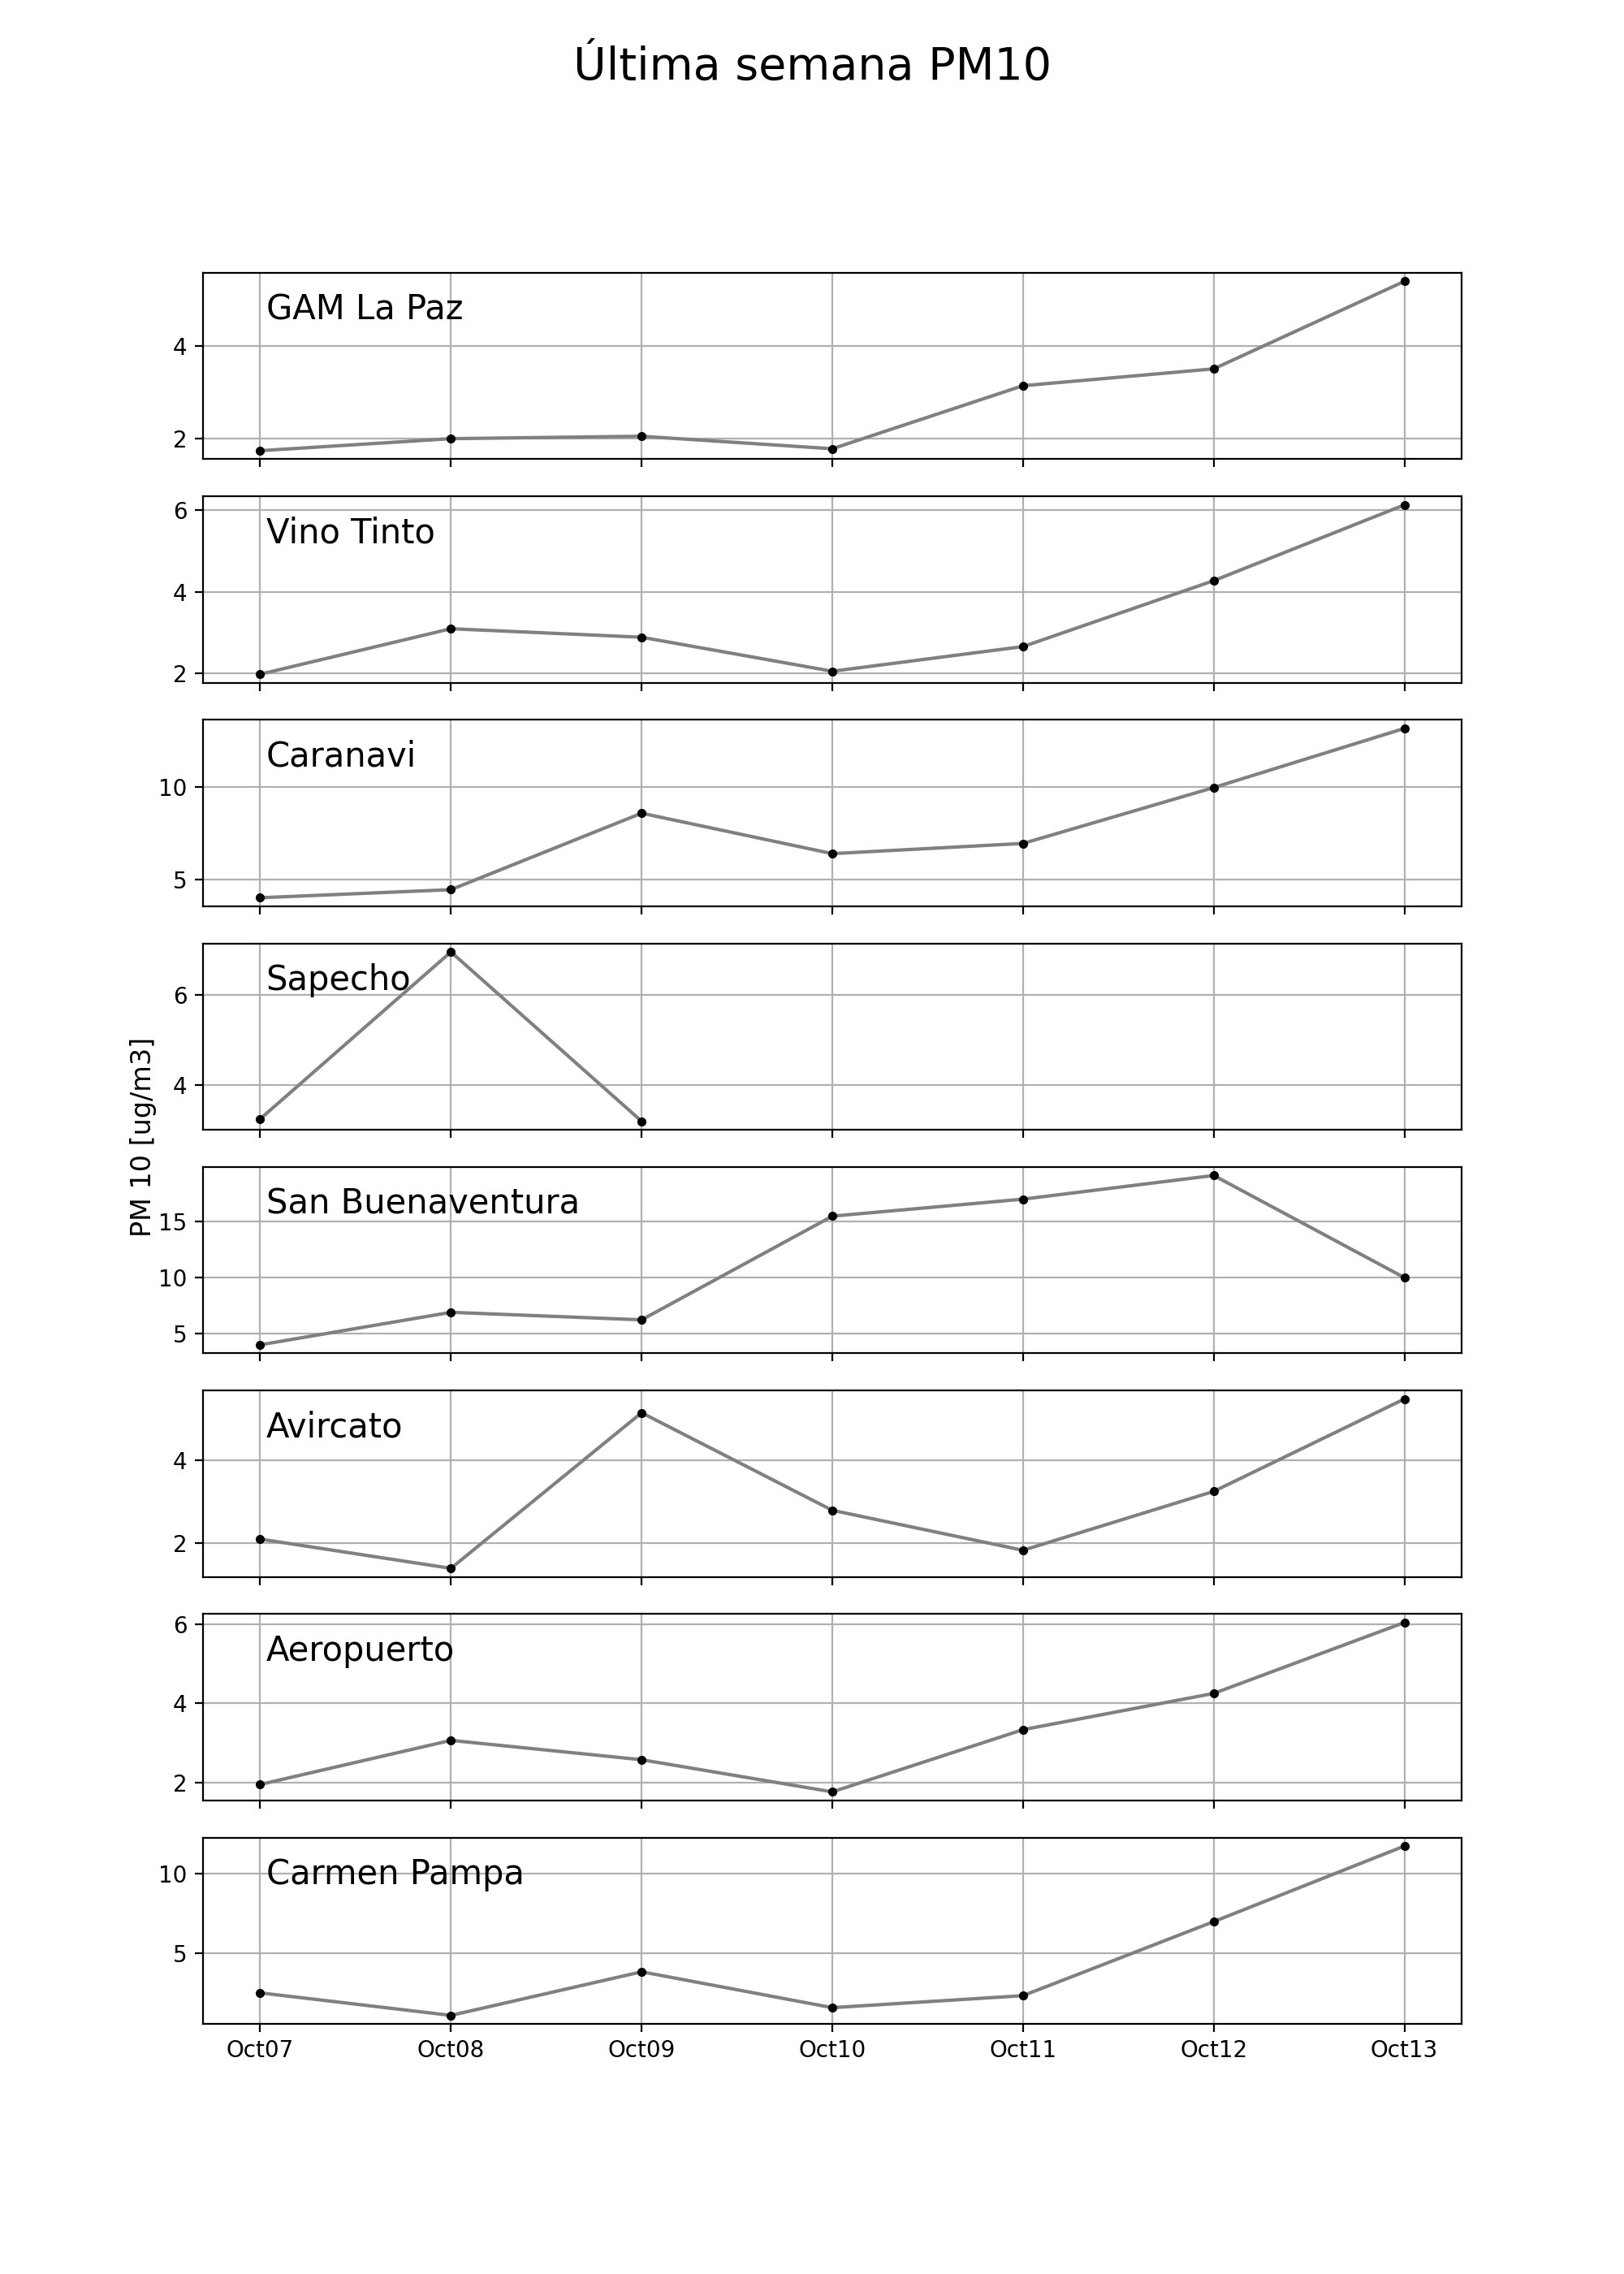 Última semana PM10
GAM La Paz
4
2
Vino Tinto
6
4
2
Caranavi
10
5
Sapecho
6
4
PM 10 [ug/m3]
San Buenaventura
15
10
5
Avircato
4
2
Aeropuerto
6
4
2
Carmen Pampa
10
5
Oct07 Oct08 Oct09 Oct10 Oct11 Oct12 Oct13